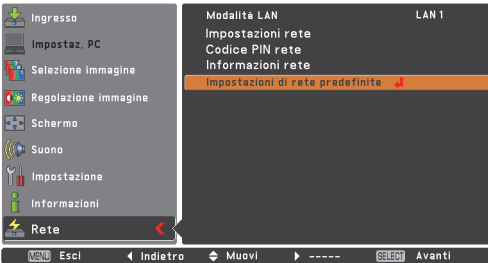 Ingresso
Impostaz. PC
Selezione immagine
Regolazione immagine
Schermo
Suono
Impostazione
Informazioni
Rete
Modalità LAN LAN 1
Impostazioni rete
Codice PIN rete
Informazioni rete
Impostazioni di rete predefinite
MENU Esci Indietro Muovi ----- SELECT Avanti